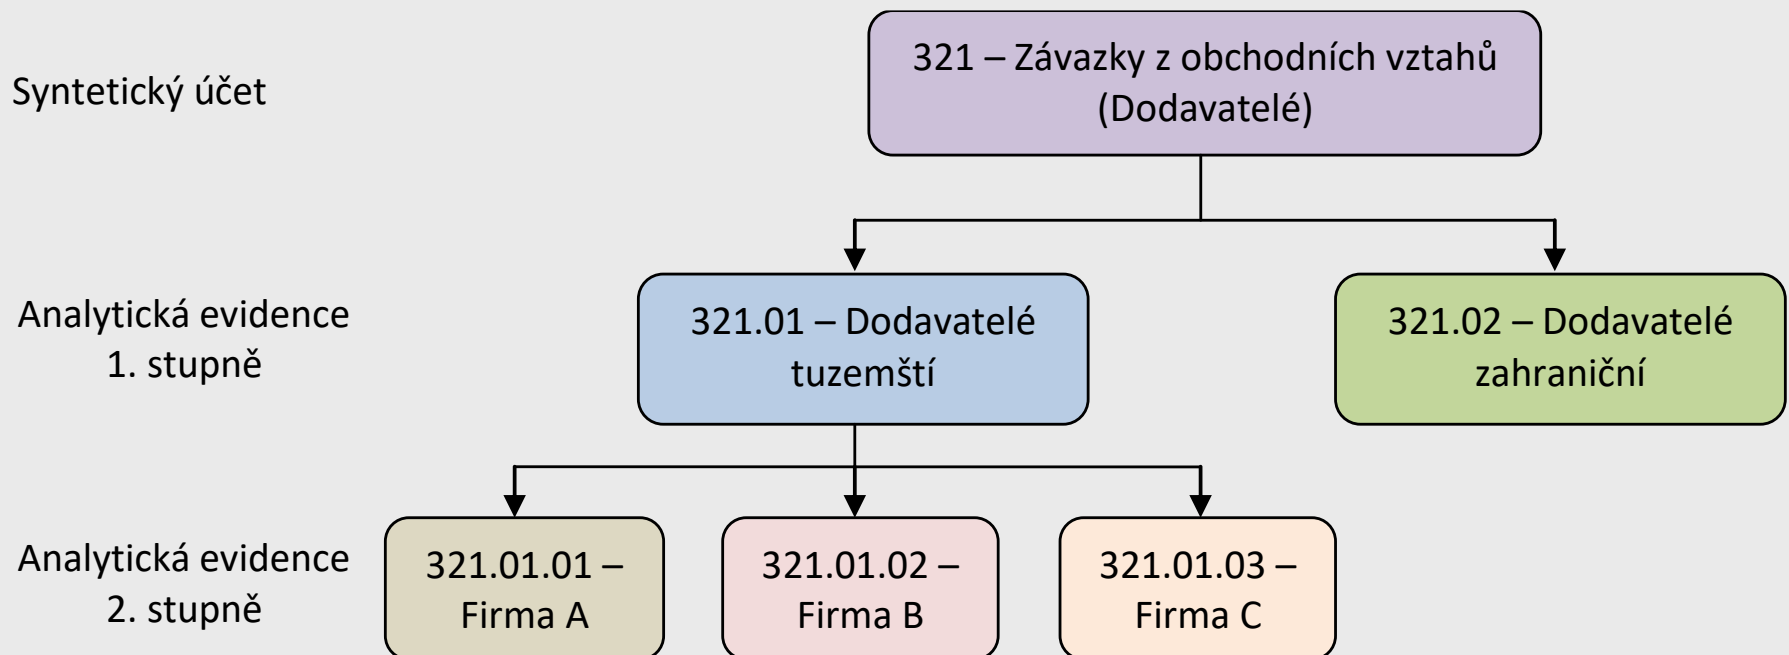 Syntetický účet
321 – Závazky z obchodních vztahů
(Dodavatelé)
Analytická evidence
1. stupně
321.01 – Dodavatelé
tuzemští
321.02 – Dodavatelé
zahraniční
Analytická evidence
2. stupně
321.01.01 –
Firma A
321.01.02 –
Firma B
321.01.03 –
Firma C